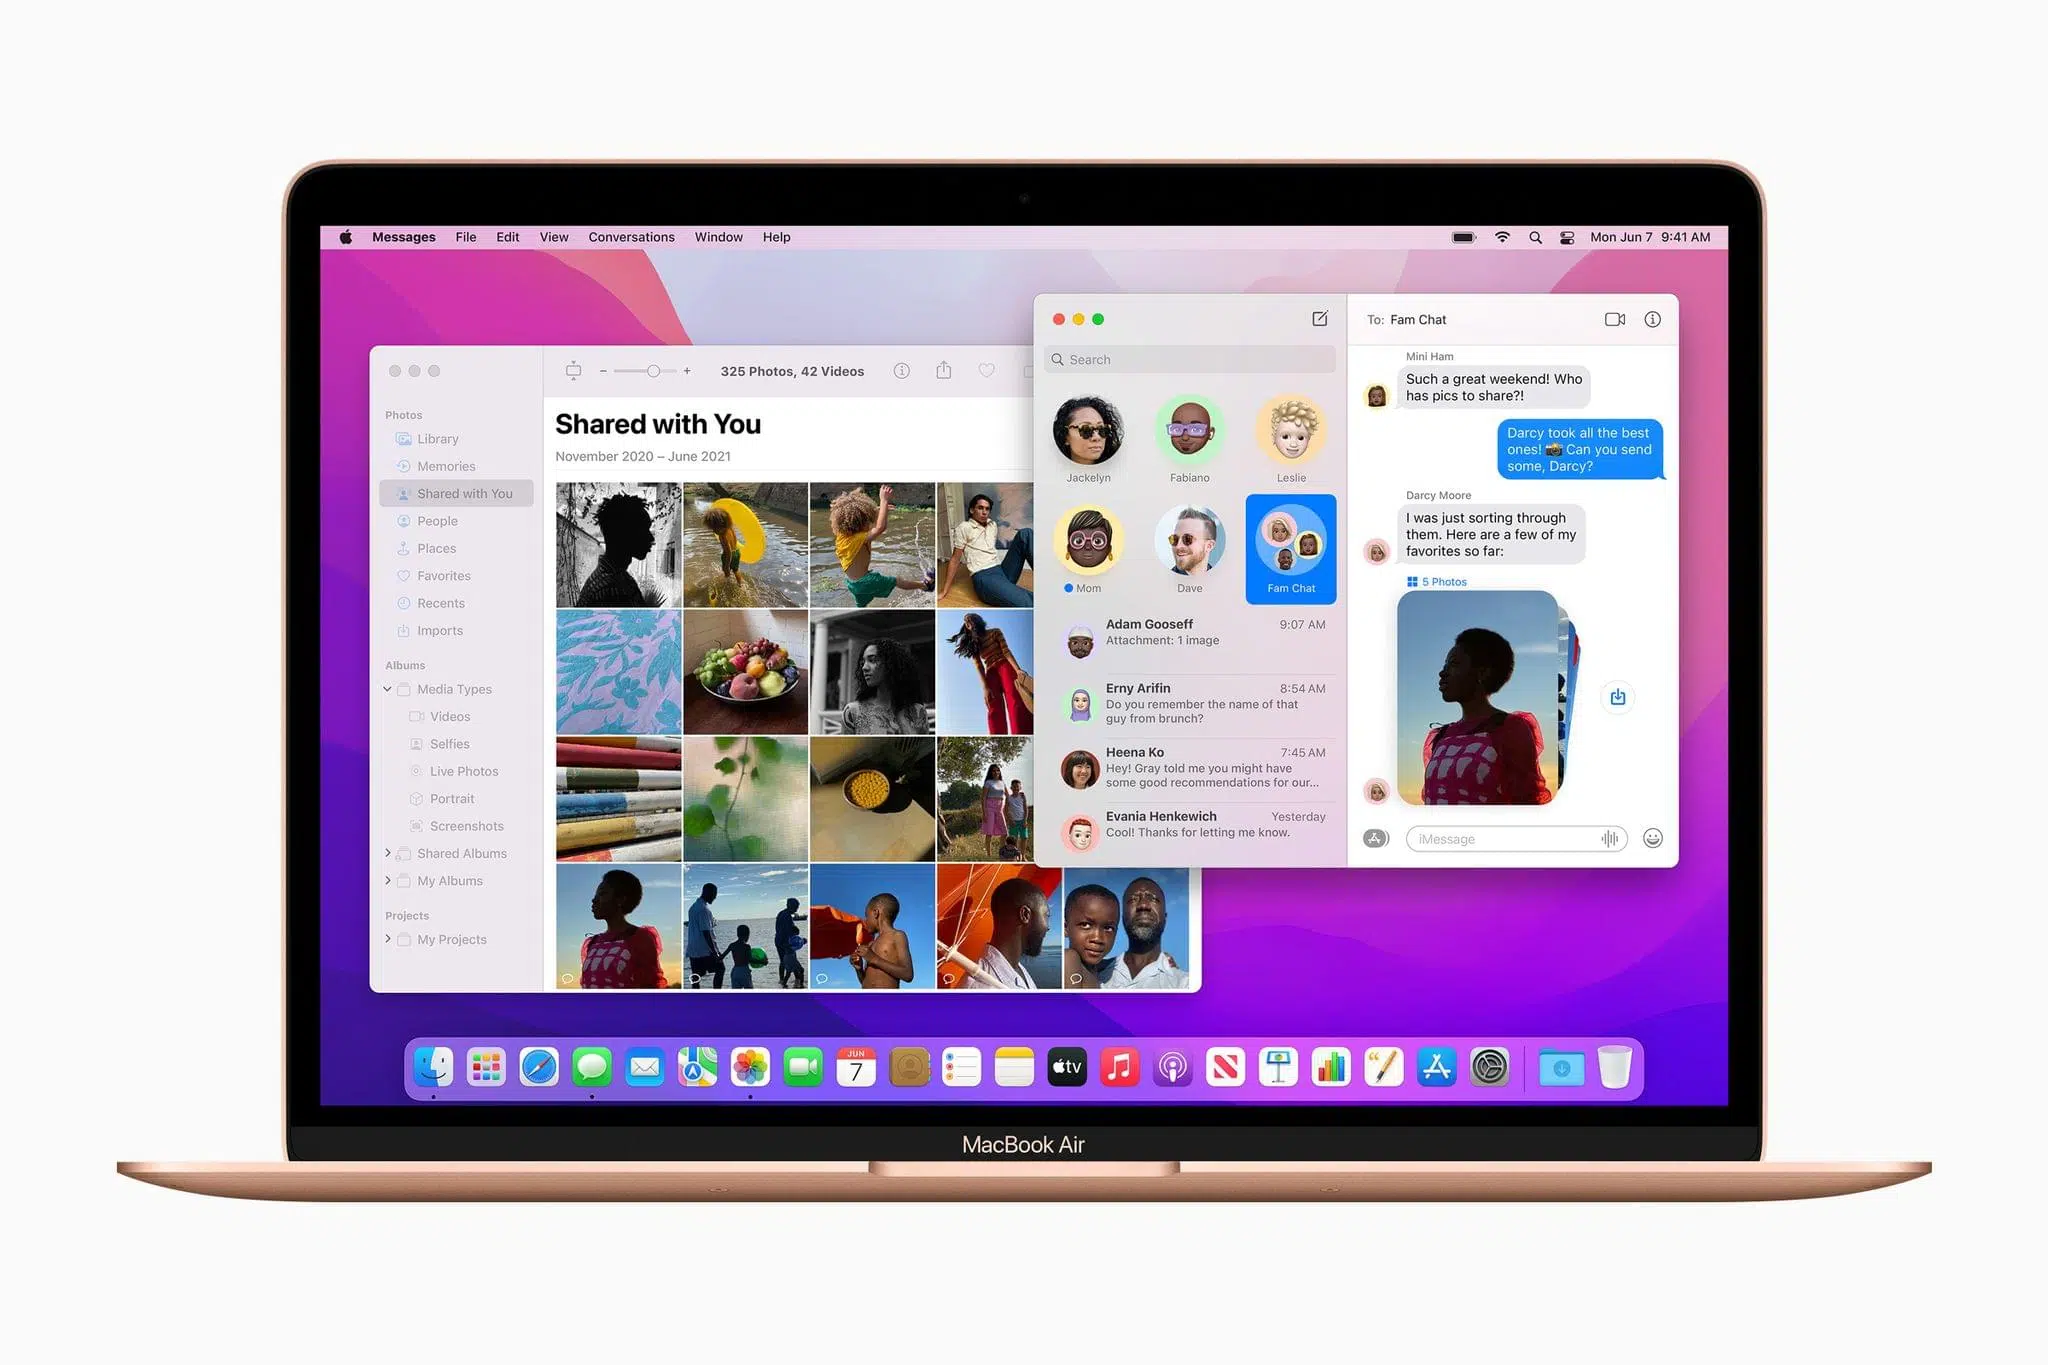 Messages File Edit View Conversations Window Help
Mon Jun 7 9:41 AM
325 Photos, 42 Videos
Photos
Library
Memories
Shared with You
People
Places
Favorites
Recents
Imports
Albums
Media Types
Videos
Selfies
Live Photos
Portrait
Screenshots
Shared Albums
My Albums
Projects
My Projects
Shared with You
November 2020 – June 2021
Search
Jackelyn
Fabiano
Leslie
Mom
Dave
Fam Chat
Adam Gooseff 9:07 AM
Attachment: 1 image
Erny Arifin 8:54 AM
Do you remember the name of that
guy from brunch?
Heena Ko 7:45 AM
Hey! Gray told me you might have
some good recommendations for our...
Evania Henkewich Yesterday
Cool! Thanks for letting me know.
To: Fam Chat
Mini Ham
Such a great weekend! Who
has pics to share?!
Darcy took all the best
ones! 📸 Can you send
some, Darcy?
Darcy Moore
I was just sorting through
them. Here are a few of my
favorites so far:
5 Photos
iMessage
JUN
7
tv
MacBook Air